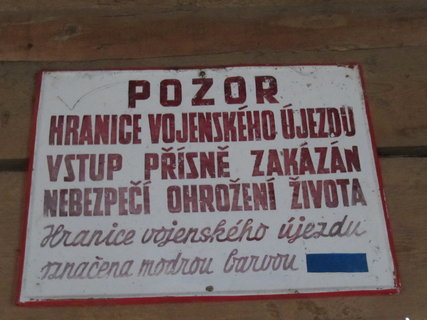 POZOR
HRANICE VOJENSKÉHO ÚJEZDU
VSTUP PŘÍSNĚ ZAKÁZÁN
NEBEZPEČÍ OHROŽENÍ ŽIVOTA
Hranice vojenského újezdu
značena modrou barvou